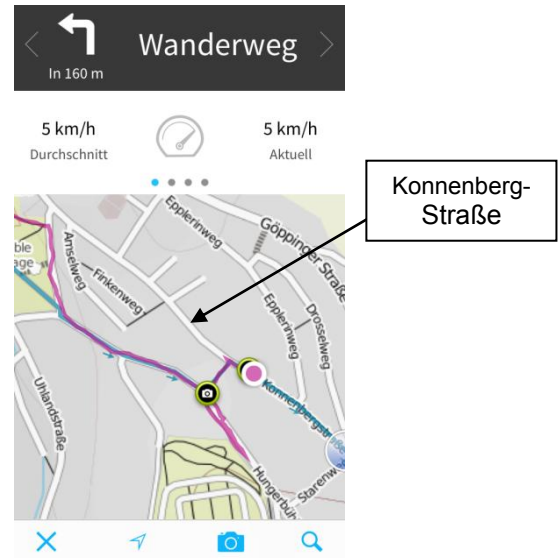 Wanderweg
In 160 m
5 km/h
Durchschnitt
5 km/h
Aktuell
Konnenberg-
Straße
Epplerinweg
Göppinger Straße
Amselweg
Finkenweg
Epplerinweg
Drosselweg
Uhlandstraße
Konnenbergstraße